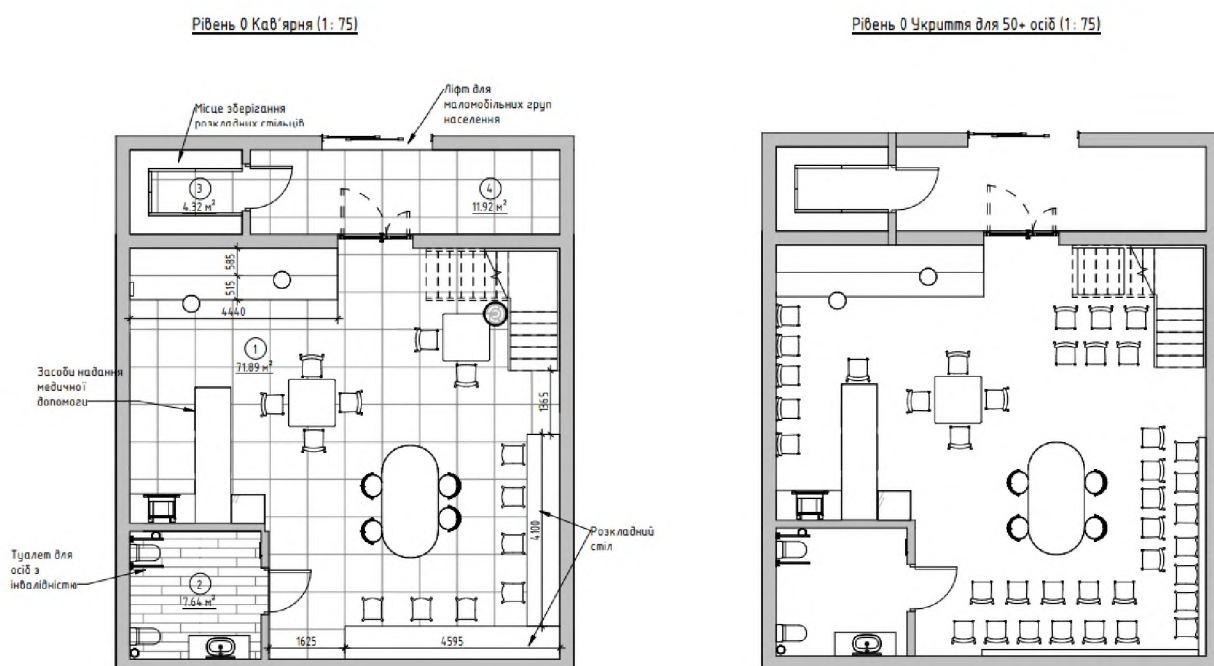 Рівень 0 Кав'ярня (1: 75)
Рівень 0 Укриття для 50+ осіб (1: 75)
Місце зберігання
розкладних стільців
Ліфт для
маломобільних груп
населення
3
4.32 м²
4
11.92 м²
585
515
4440
1
71.89 м²
Засоби надання
медичної
допомоги
1365
4100
Розкладний
стіл
Туалет для
осіб з
інвалідністю
2
7.64 м²
1625
4595